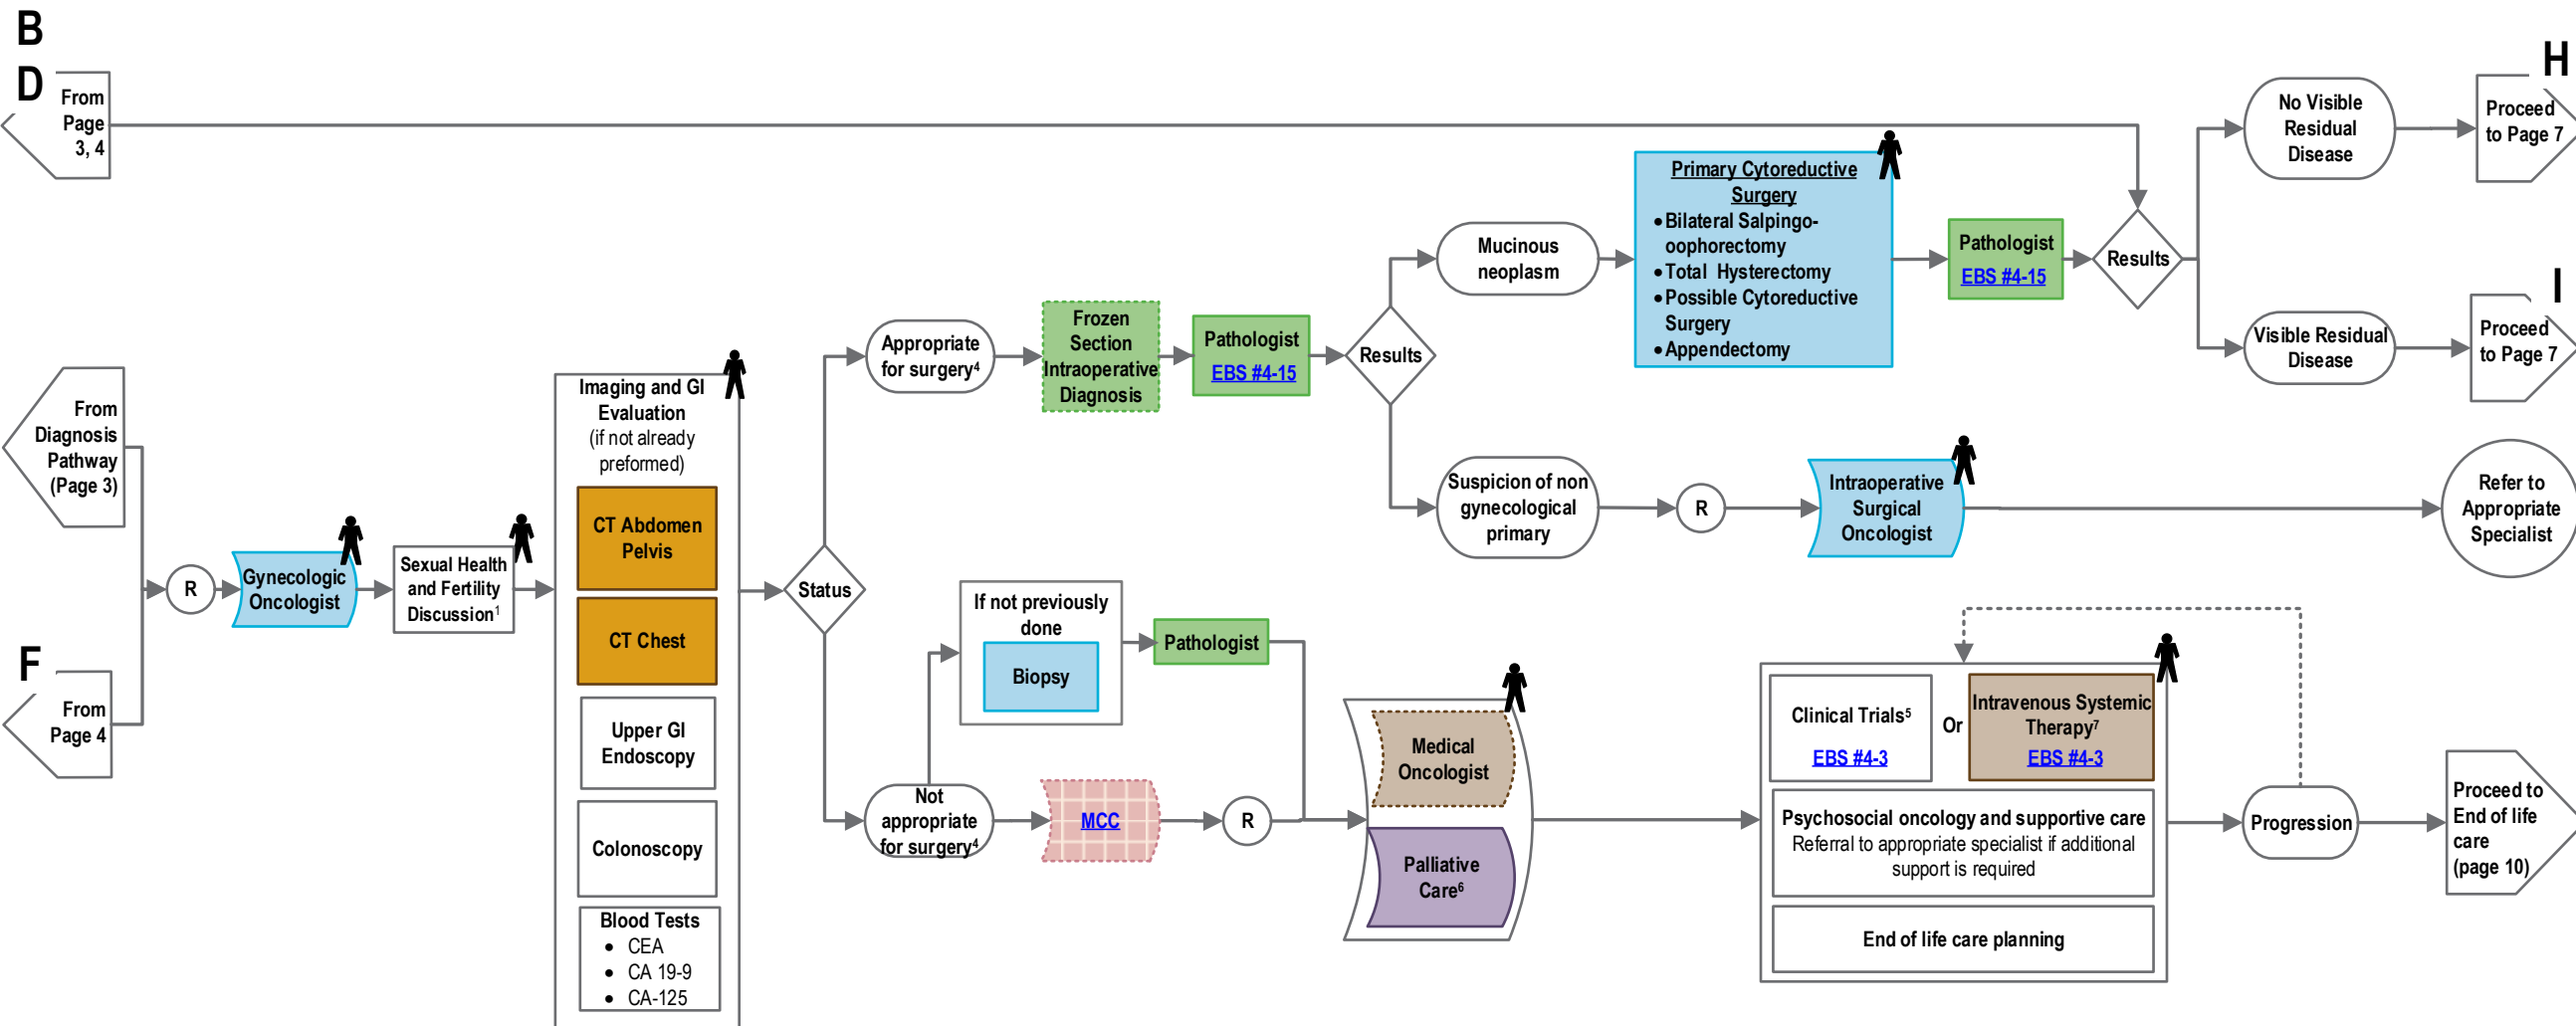 B
D
From
Page
3, 4
From
Diagnosis
Pathway
(Page 3)
F
From
Page 4
R
Gynecologic
Oncologist
Sexual Health
and Fertility
Discussion1
Imaging and GI
Evaluation
(if not already
preformed)
CT Abdomen
Pelvis
CT Chest
Upper GI
Endoscopy
Colonoscopy
Blood Tests
• CEA
• CA 19-9
• CA-125
Status
Appropriate
for surgery4
Frozen
Section
Intraoperative
Diagnosis
Pathologist
EBS #4-15
Results
Mucinous
neoplasm
Primary Cytoreductive
Surgery
• Bilateral Salpingo-
oophorectomy
• Total Hysterectomy
• Possible Cytoreductive
Surgery
• Appendectomy
Pathologist
EBS #4-15
Results
No Visible
Residual
Disease
H
Proceed
to Page 7
Visible Residual
Disease
I
Proceed
to Page 7
Suspicion of non
gynecological
primary
R
Intraoperative
Surgical
Oncologist
Refer to
Appropriate
Specialist
If not previously
done
Biopsy
Pathologist
Not
appropriate
for surgery4
MCC
R
Medical
Oncologist
Palliative
Care6
Clinical Trials5
EBS #4-3
Or
Intravenous Systemic
Therapy7
EBS #4-3
Psychosocial oncology and supportive care
Referral to appropriate specialist if additional
support is required
End of life care planning
Progression
Proceed to
End of life
care
(page 10)